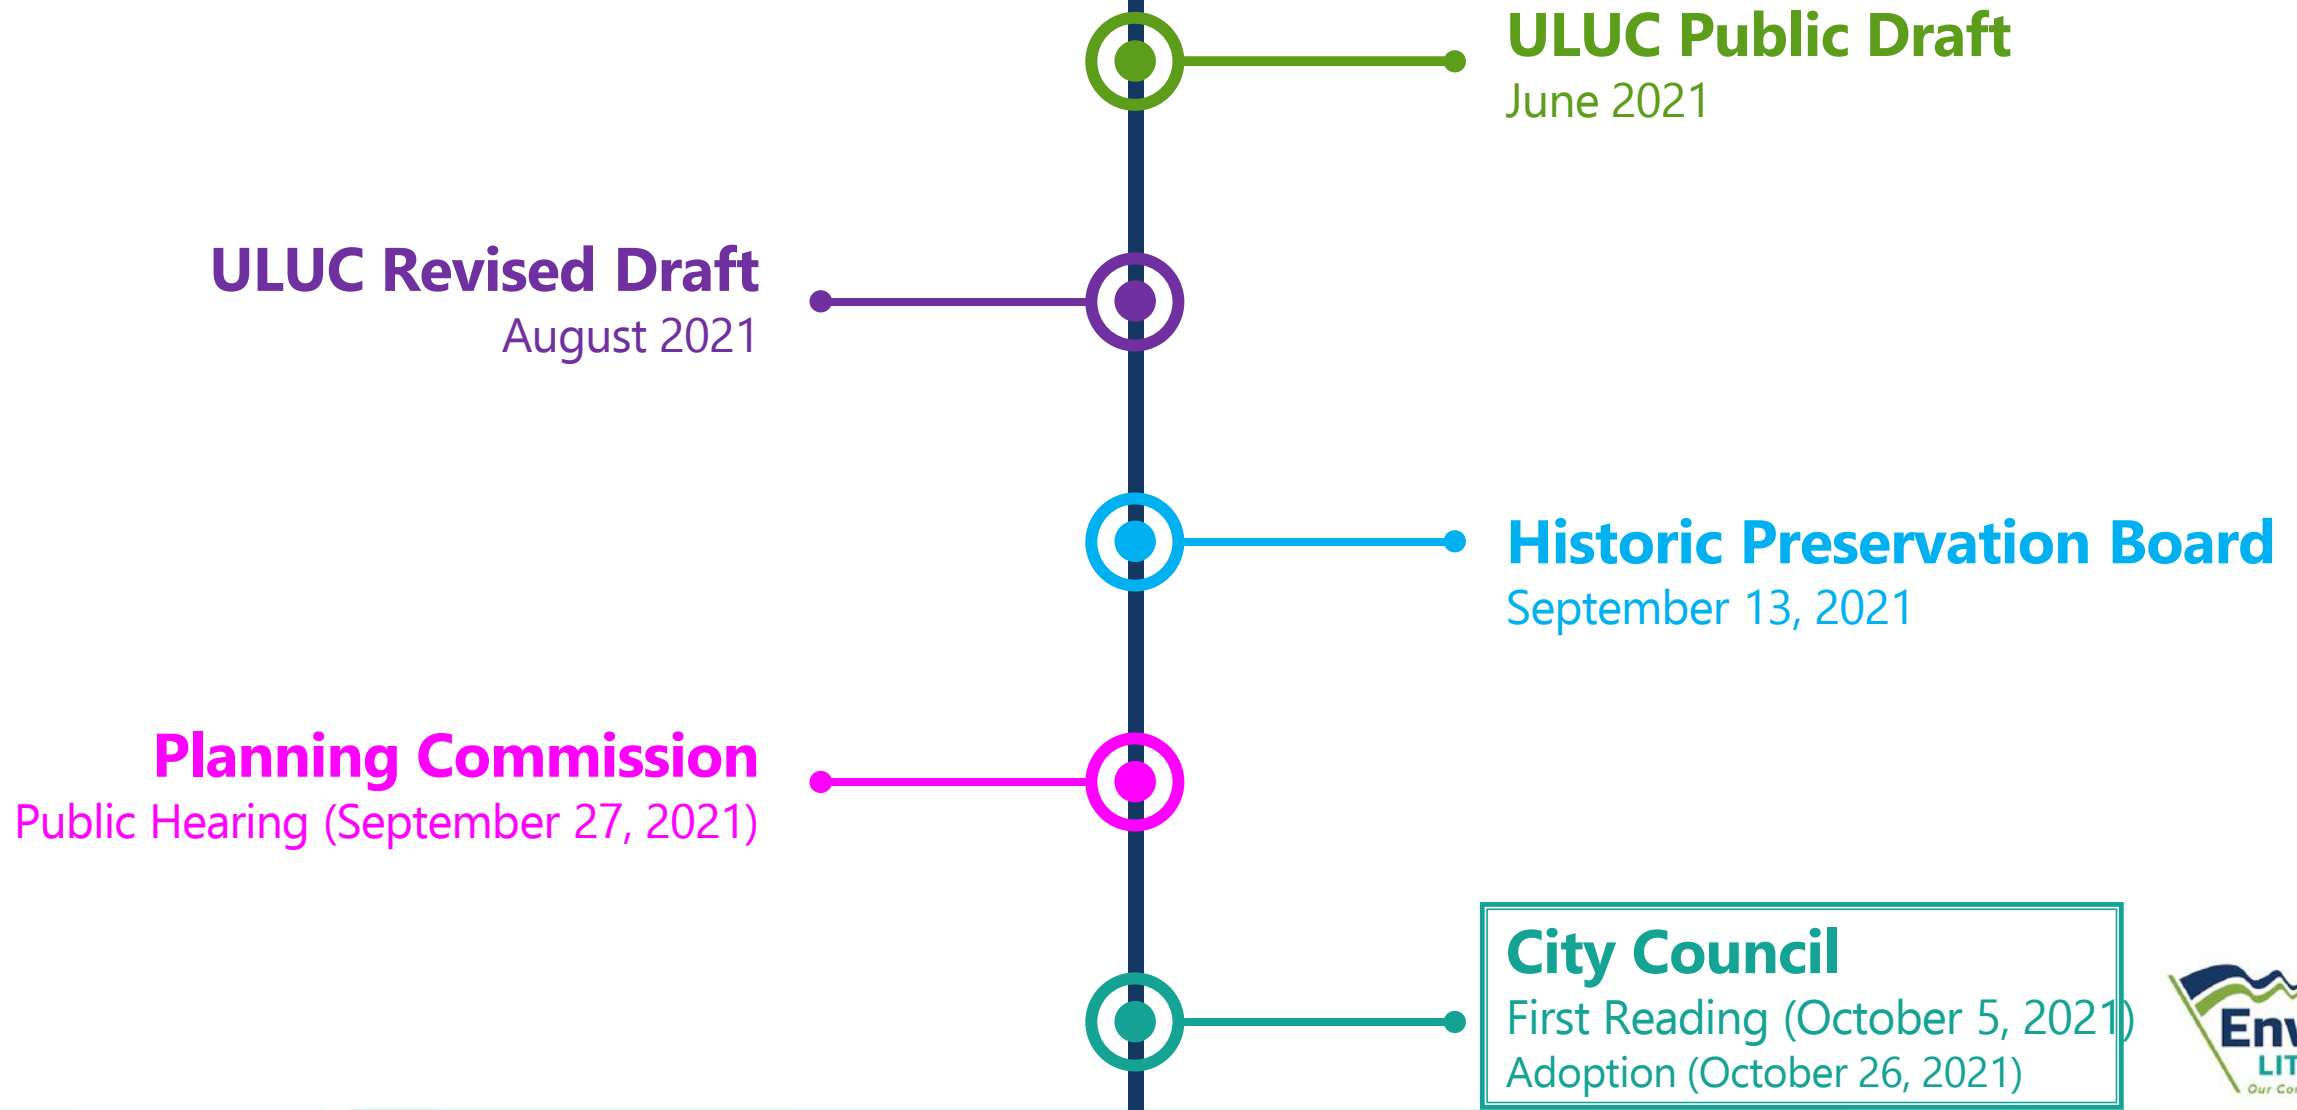 ULUC Public Draft
June 2021
ULUC Revised Draft
August 2021
Historic Preservation Board
September 13, 2021
Planning Commission
Public Hearing (September 27, 2021)
City Council
First Reading (October 5, 2021)
Adoption (October 26, 2021)